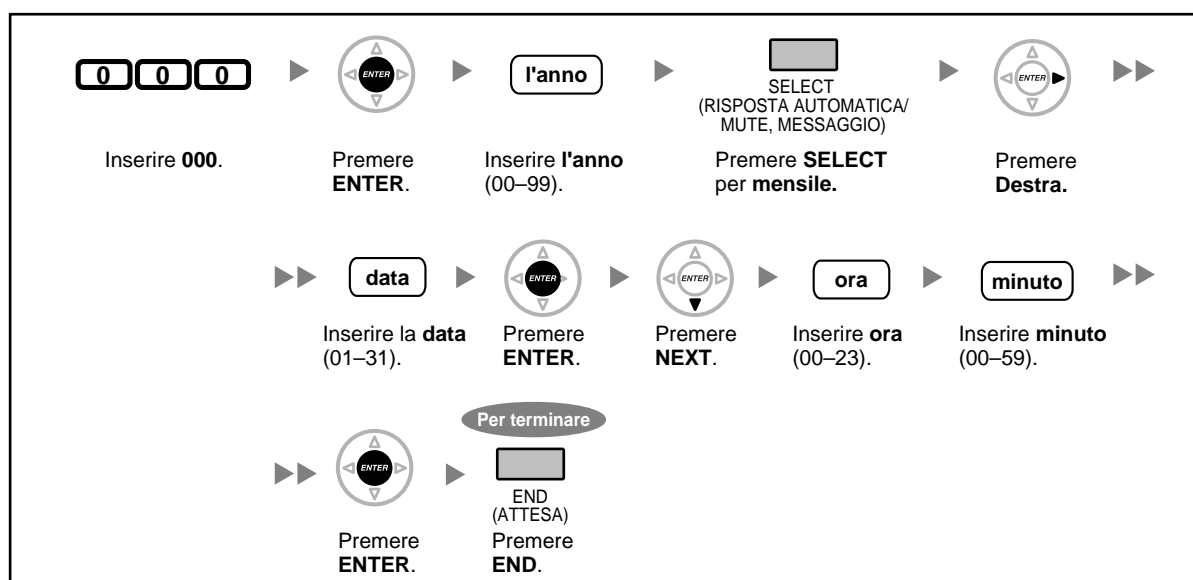 0 0 0
ENTER
l'anno
SELECT
(RISPOSTA AUTOMATICA/
MUTE, MESSAGGIO)
ENTER
Inserire 000.
Premere
ENTER.
Inserire l'anno
(00–99).
Premere SELECT
per mensile.
Premere
Destra.
data
ENTER
ENTER
ora
minuto
Inserire la data
(01–31).
Premere
ENTER.
Premere
NEXT.
Inserire ora
(00–23).
Inserire minuto
(00–59).
Per terminare
ENTER
END
(ATTESA)
Premere
ENTER.
Premere
END.